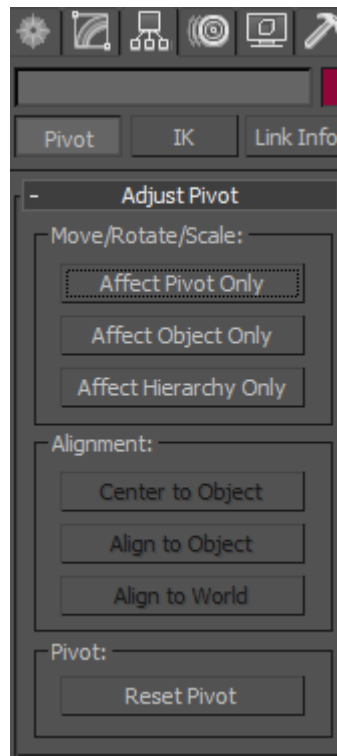 Pivot
IK
Link Info
- Adjust Pivot
Move/Rotate/Scale:
Affect Pivot Only
Affect Object Only
Affect Hierarchy Only
Alignment:
Center to Object
Align to Object
Align to World
Pivot:
Reset Pivot